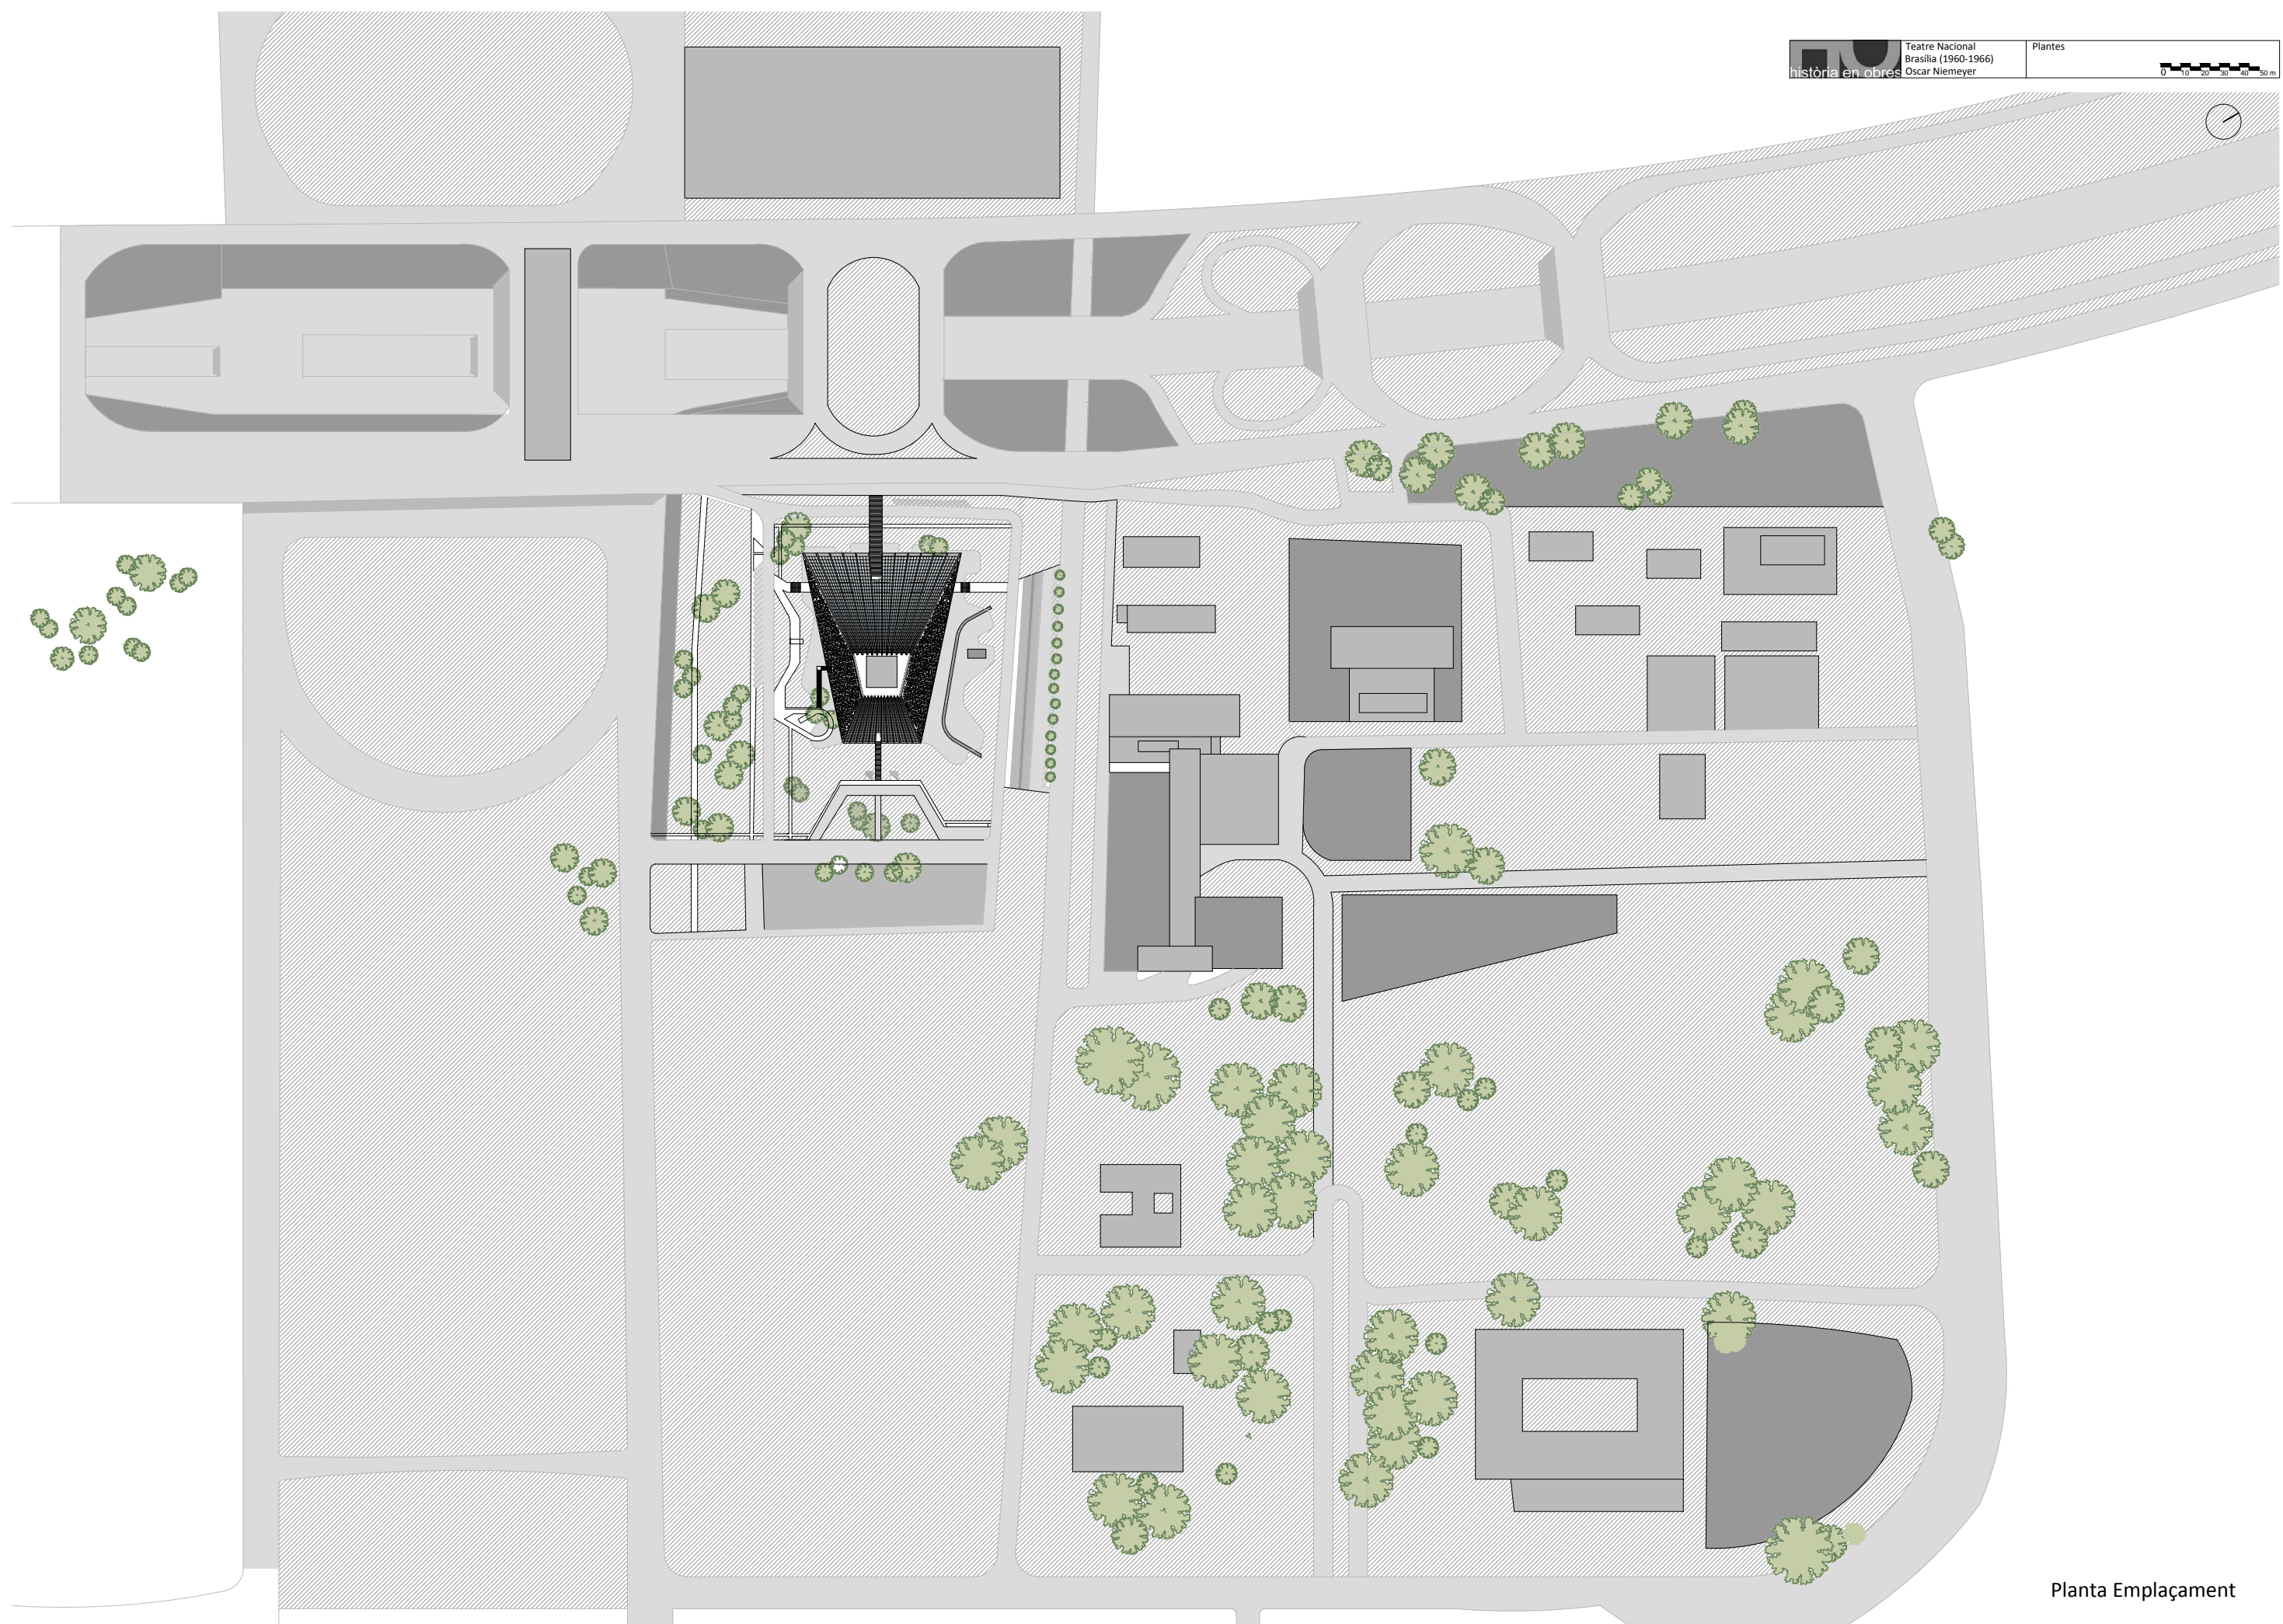 història en obres
Teatre Nacional
Brasília (1960-1966)
Oscar Niemeyer
Plantes
0 10 20 30 40 50 m
Planta Emplaçament